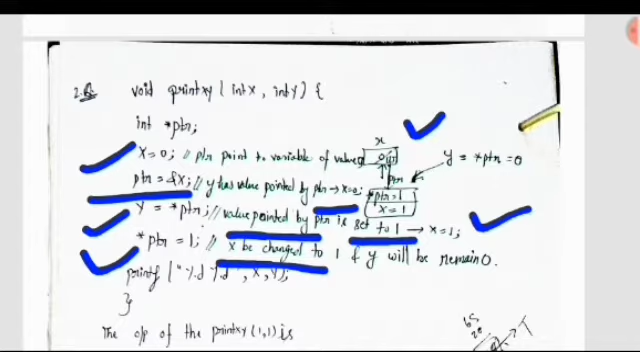 2. Q void printxy ( int x, int y) {
int *ptr;
x
x=0; // ptr point to variable of value 0
y = *ptr = 0
ptr
ptr = &x; // y has value pointed by ptr → x=0;
*ptr=1
x=1
y = *ptr; // value pointed by ptr is set to 1 → x=1;
*ptr = 1; // x be changed to 1 & y will be remain 0.
printf ( "%d %d", x, y);
}
The o/p of the printxy (1,1) is